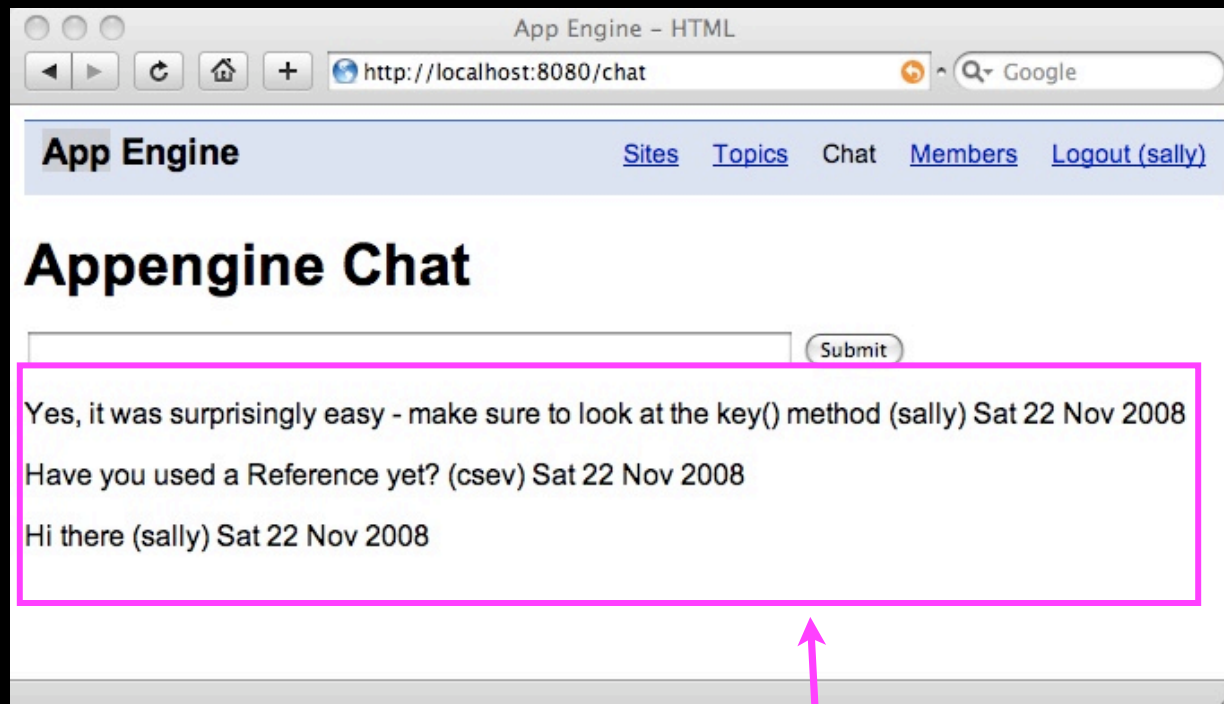 App Engine – HTML
http://localhost:8080/chat
Google
App Engine Sites Topics Chat Members Logout (sally)
Appengine Chat
Submit
Yes, it was surprisingly easy - make sure to look at the key() method (sally) Sat 22 Nov 2008
Have you used a Reference yet? (csev) Sat 22 Nov 2008
Hi there (sally) Sat 22 Nov 2008